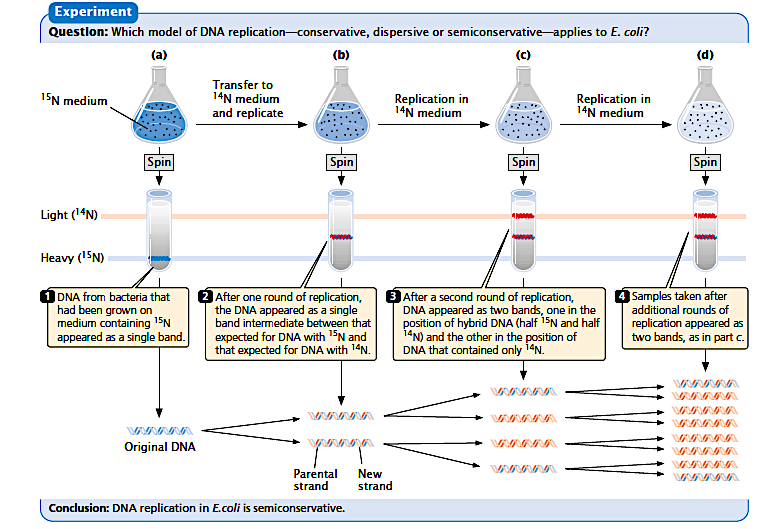 Experiment
Question: Which model of DNA replication—conservative, dispersive or semiconservative—applies to E. coli?
(a)
(b)
(c)
(d)
¹⁵N medium
Transfer to
¹⁴N medium
and replicate
Replication in
¹⁴N medium
Replication in
¹⁴N medium
Spin
Spin
Spin
Spin
Light (¹⁴N)
Heavy (¹⁵N)
1 DNA from bacteria that
had been grown on
medium containing ¹⁵N
appeared as a single band.
2 After one round of replication,
the DNA appeared as a single
band intermediate between that
expected for DNA with ¹⁵N and
that expected for DNA with ¹⁴N.
3 After a second round of replication,
DNA appeared as two bands, one in the
position of hybrid DNA (half ¹⁵N and half
¹⁴N) and the other in the position of
DNA that contained only ¹⁴N.
4 Samples taken after
additional rounds of
replication appeared as
two bands, as in part c.
Original DNA
Parental
strand
New
strand
Conclusion: DNA replication in E.coli is semiconservative.